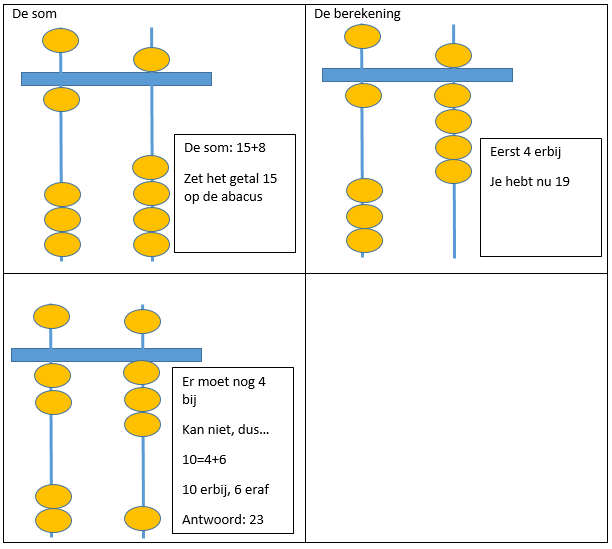 De som
De som: 15+8
Zet het getal 15
op de abacus
De berekening
Eerst 4 erbij
Je hebt nu 19
Er moet nog 4
bij
Kan niet, dus...
10=4+6
10 erbij, 6 eraf
Antwoord: 23